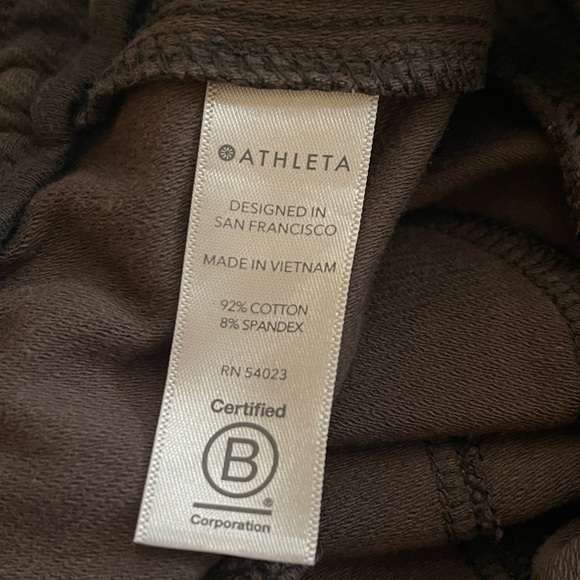 ATHLETA
DESIGNED IN
SAN FRANCISCO
MADE IN VIETNAM
92% COTTON
8% SPANDEX
RN 54023
Certified
B
®
Corporation